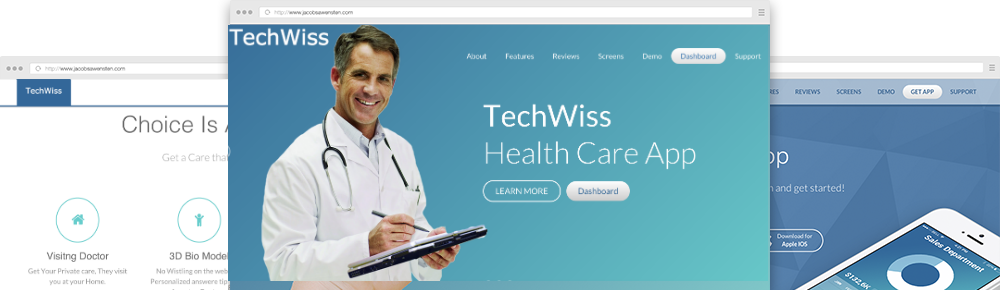 http://www.jacobsawensten.com
TechWiss
About Features Reviews Screens Demo Dashboard Support
TechWiss
Health Care App
LEARN MORE Dashboard
http://www.jacobsawensten.com
TechWiss
Choice Is A
Get a Care tha
Visitng Doctor
Get Your Private care, They visit
you at your Home.
3D Bio Model
No Wistling on the web
Personalized answers tip
REVIEWS SCREENS DEMO GET APP SUPPORT
and get started!
Download for
Apple IOS
Sales Department
$132.6K